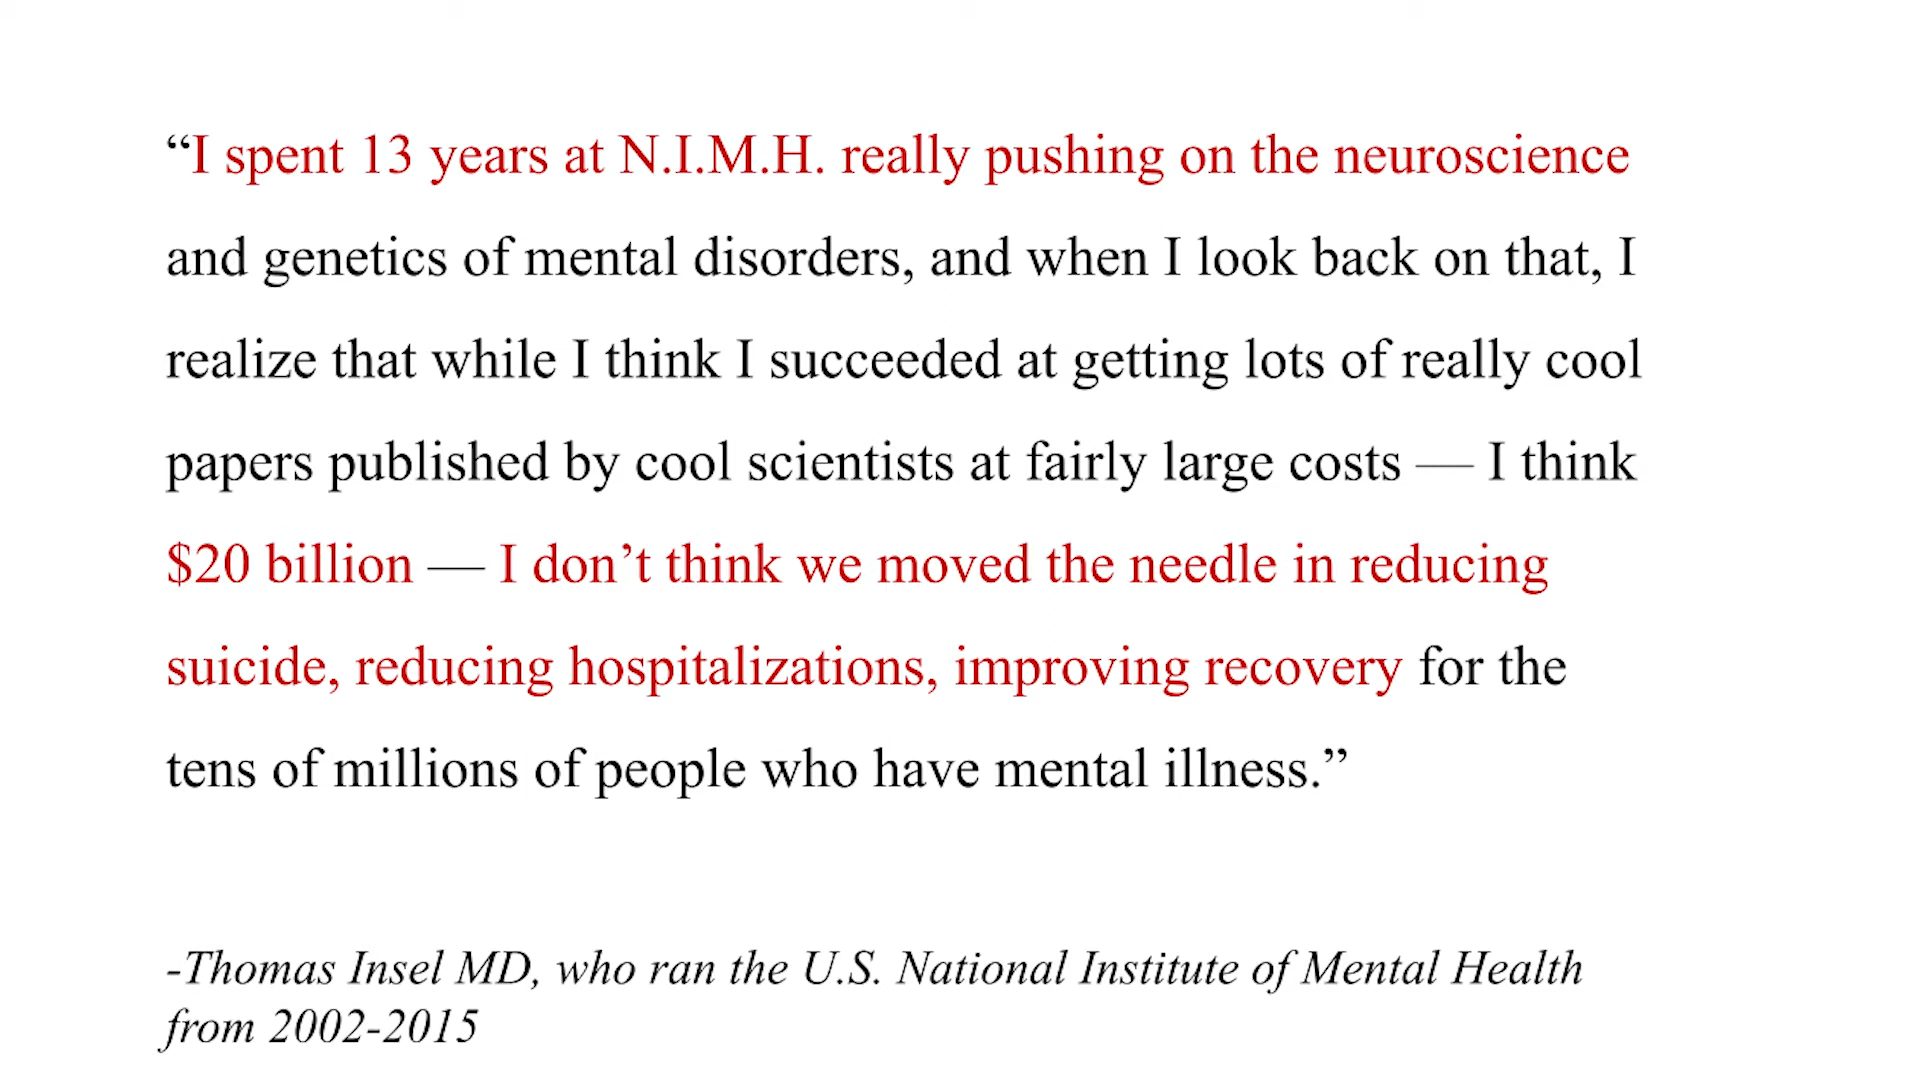 “I spent 13 years at N.I.M.H. really pushing on the neuroscience
and genetics of mental disorders, and when I look back on that, I
realize that while I think I succeeded at getting lots of really cool
papers published by cool scientists at fairly large costs — I think
$20 billion — I don’t think we moved the needle in reducing
suicide, reducing hospitalizations, improving recovery for the
tens of millions of people who have mental illness.”
-Thomas Insel MD, who ran the U.S. National Institute of Mental Health
from 2002-2015